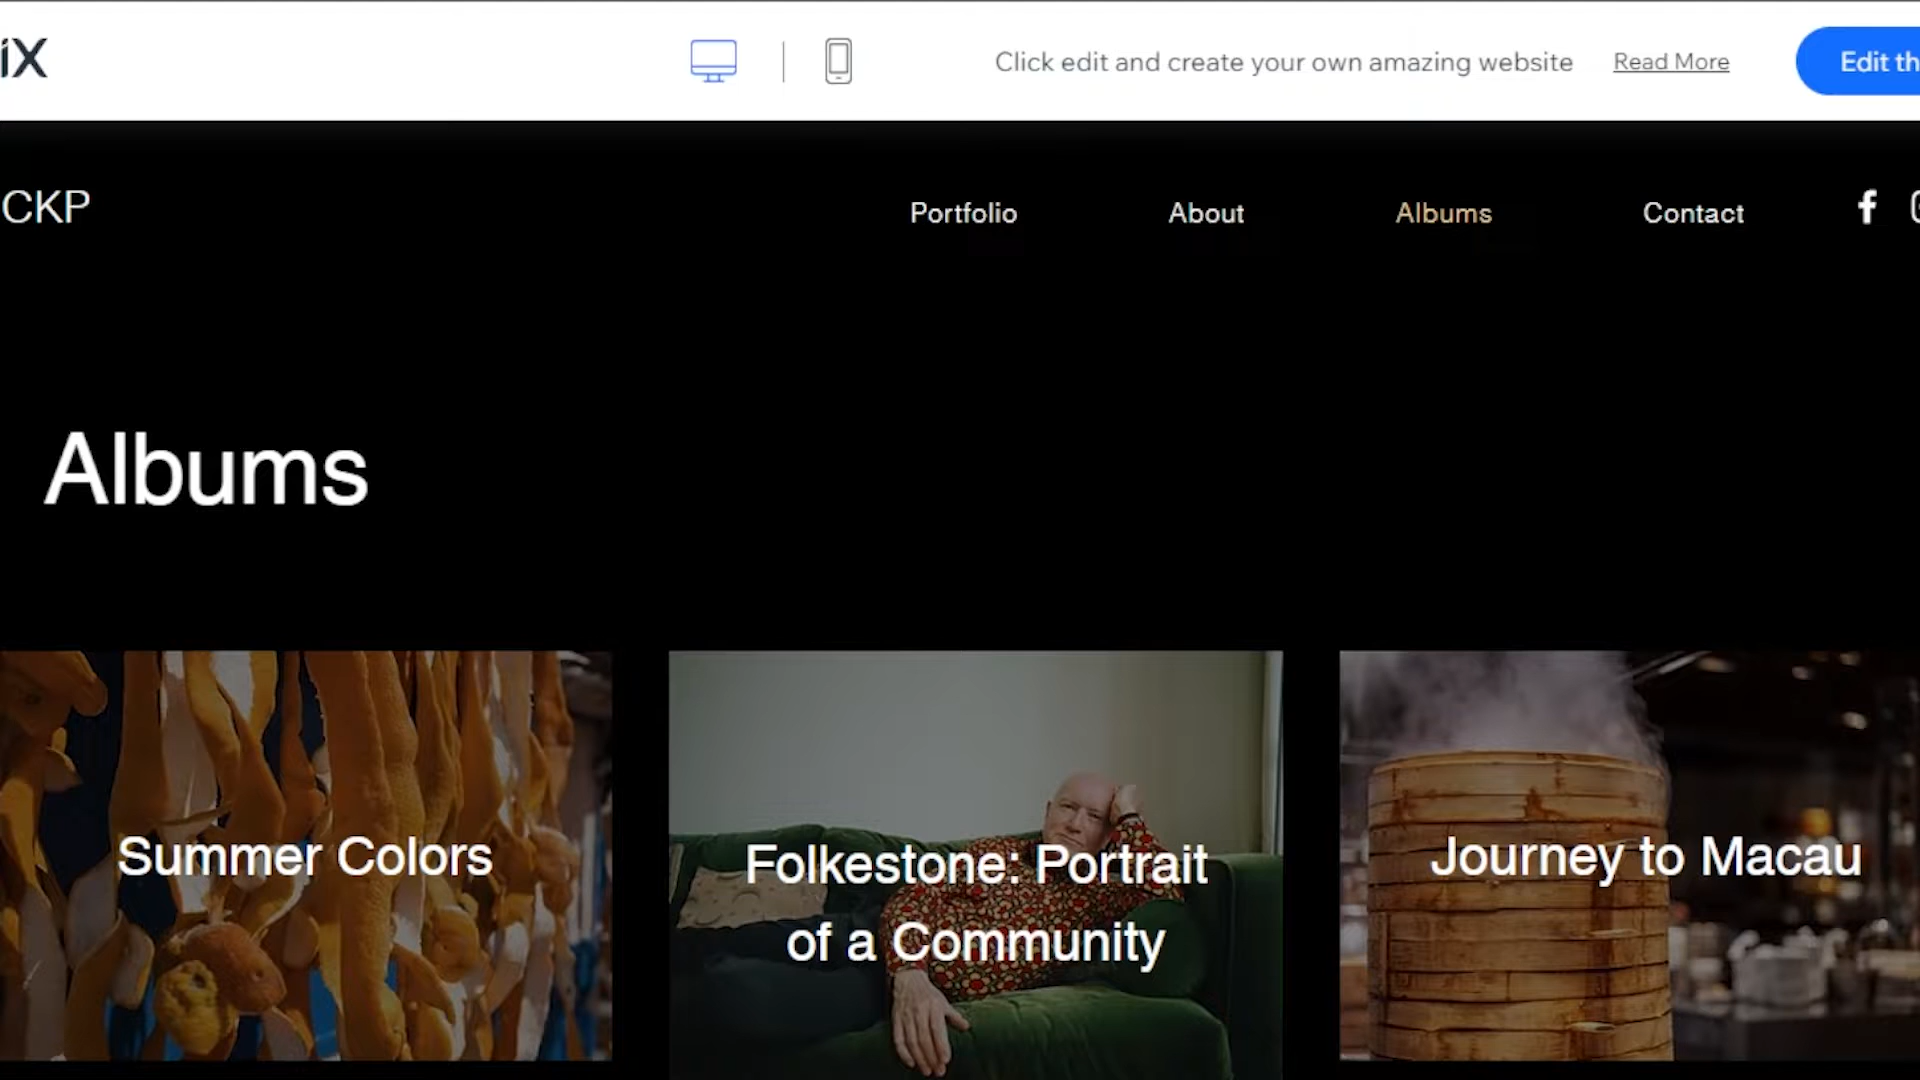 iX
Click edit and create your own amazing website Read More Edit th
CKP
Portfolio About Albums Contact
Albums
Summer Colors
Folkestone: Portrait
of a Community
Journey to Macau